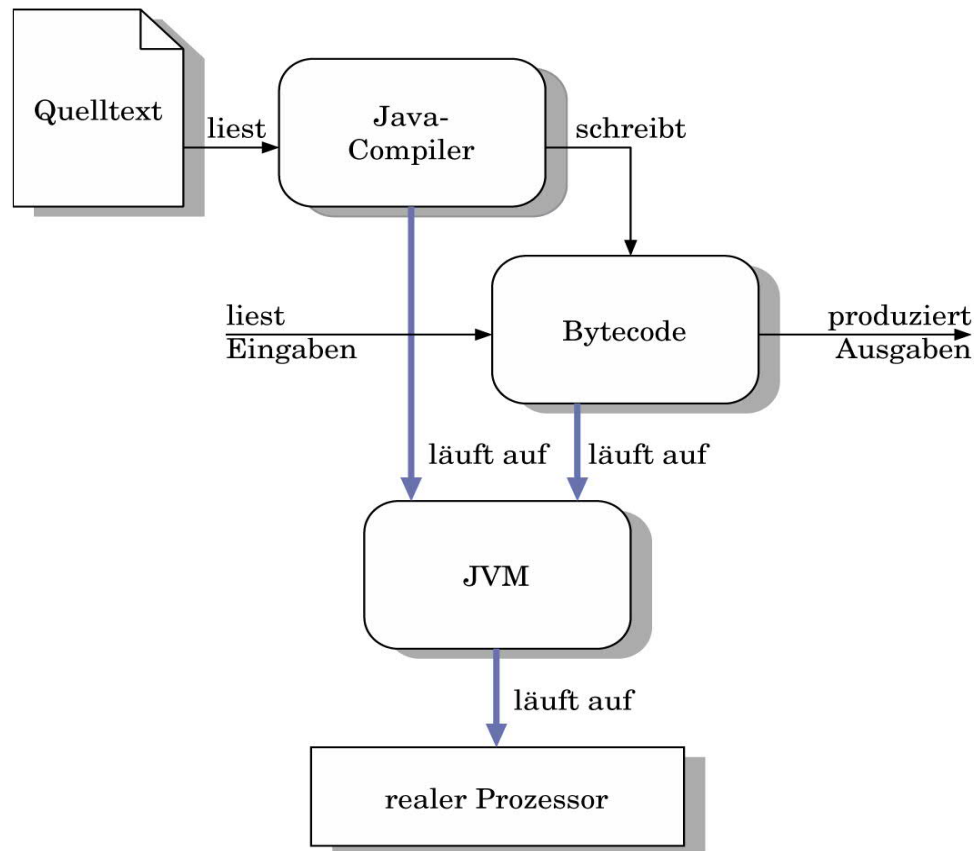 Quelltext
liest
Java-
Compiler
schreibt
liest
Eingaben
Bytecode
produziert
Ausgaben
läuft auf
läuft auf
JVM
läuft auf
realer Prozessor